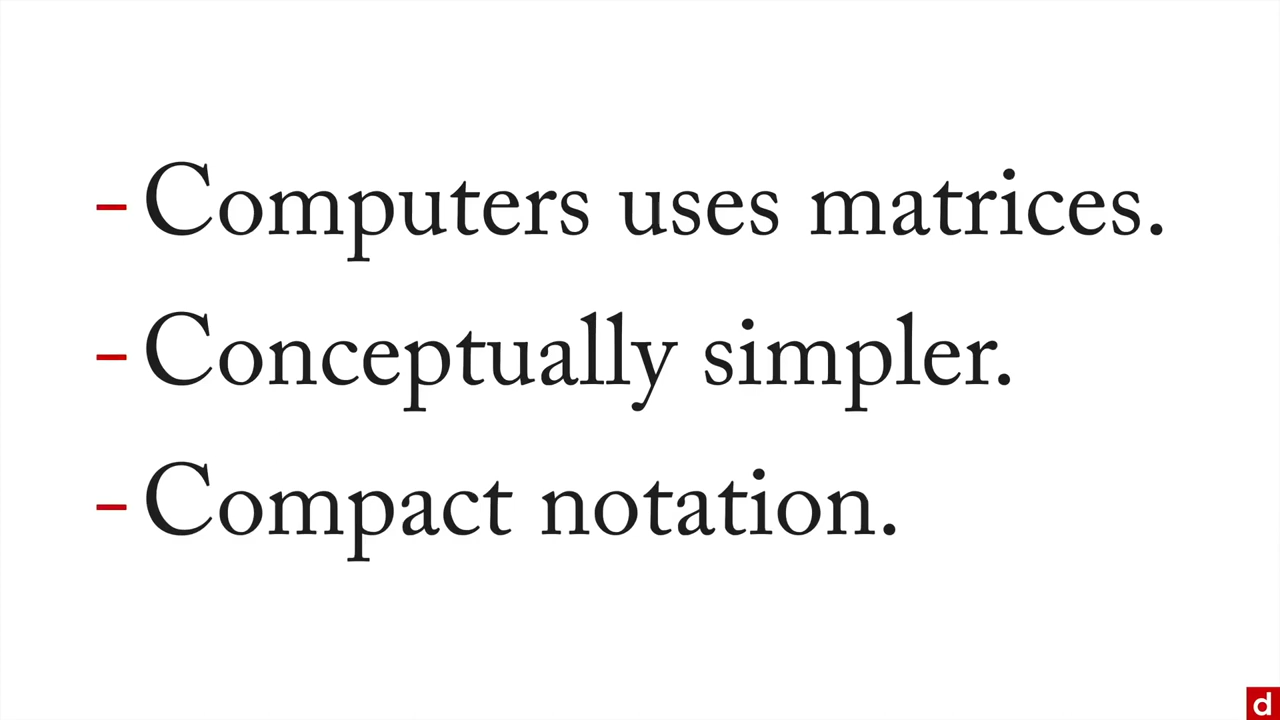 - Computers uses matrices.
- Conceptually simpler.
- Compact notation.
d